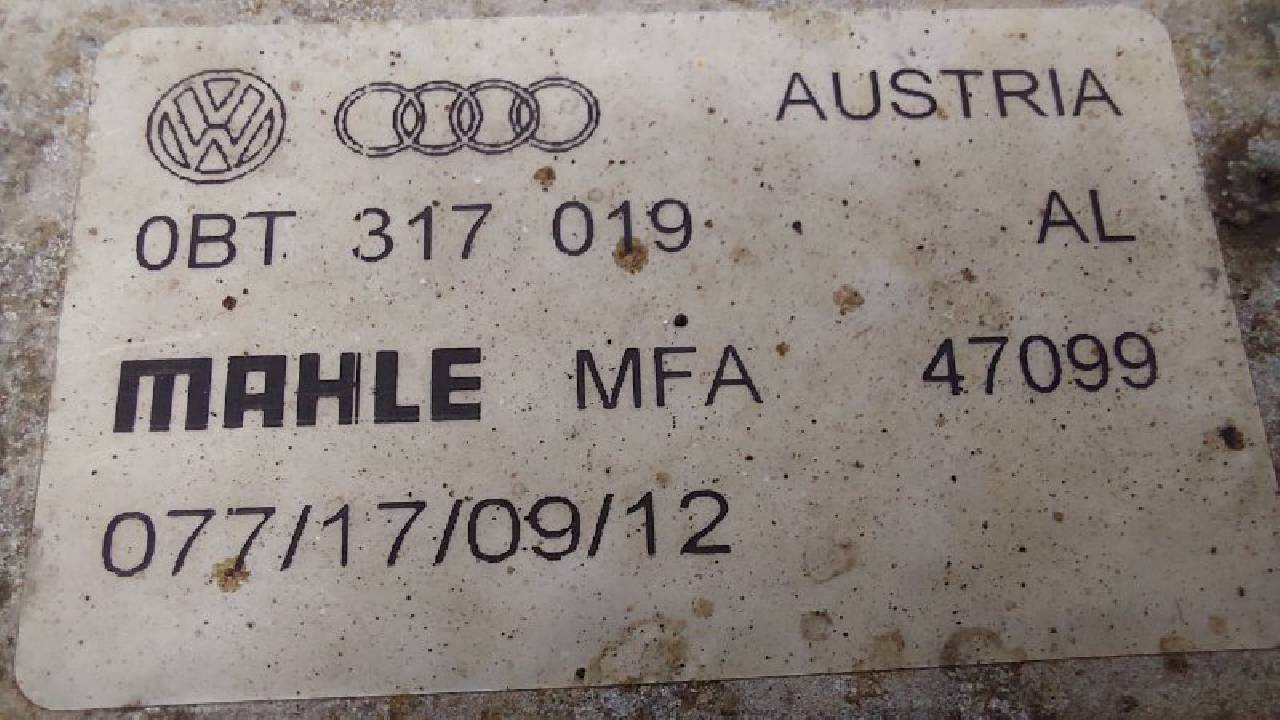 AUSTRIA
0BT 317 019 AL
MAHLE MFA 47099
077/17/09/12